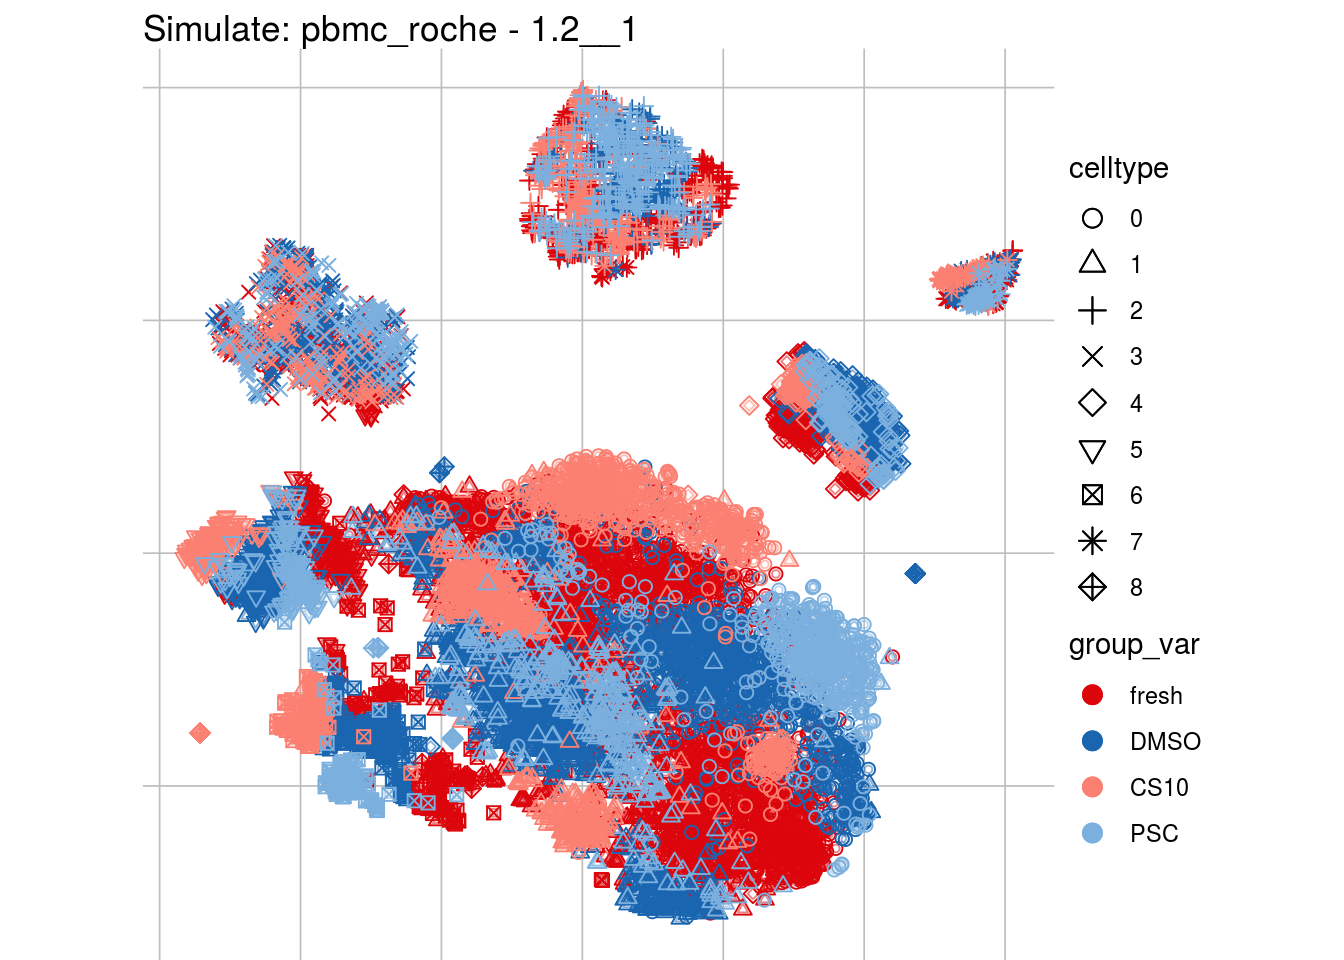 Simulate: pbmc_roche - 1.2__1
celltype
0
1
2
3
4
5
6
7
8
group_var
fresh
DMSO
CS10
PSC